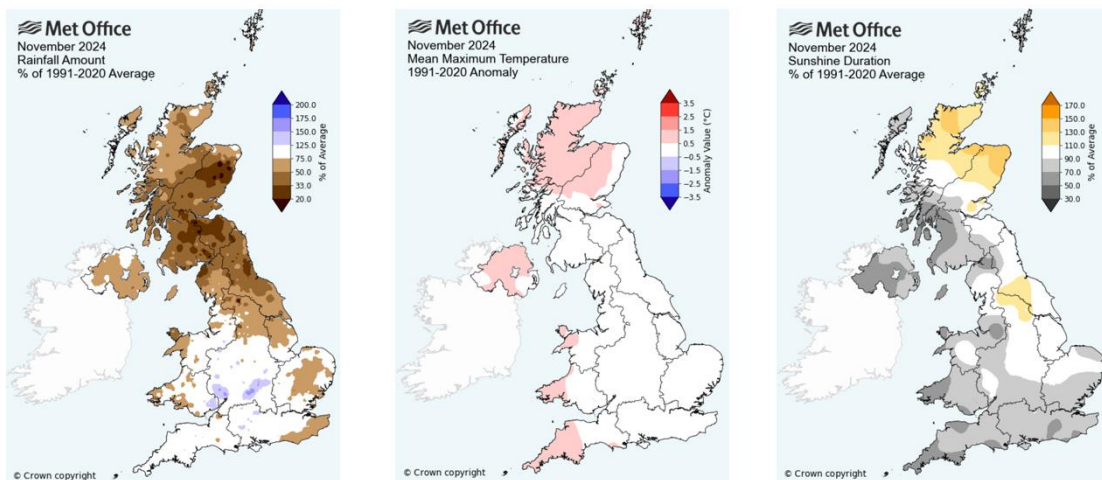 Met Office
November 2024
Rainfall Amount
% of 1991-2020 Average
200.0
175.0
125.0
75.0
50.0
33.0
20.0
% of Average
© Crown copyright
Met Office
November 2024
Mean Maximum Temperature
1991-2020 Anomaly
3.5
2.5
1.5
0.5
-0.5
-1.5
-2.5
-3.5
Anomaly Value (°C)
© Crown copyright
Met Office
November 2024
Sunshine Duration
% of 1991-2020 Average
170.0
150.0
130.0
110.0
90.0
70.0
50.0
30.0
% of Average
© Crown copyright